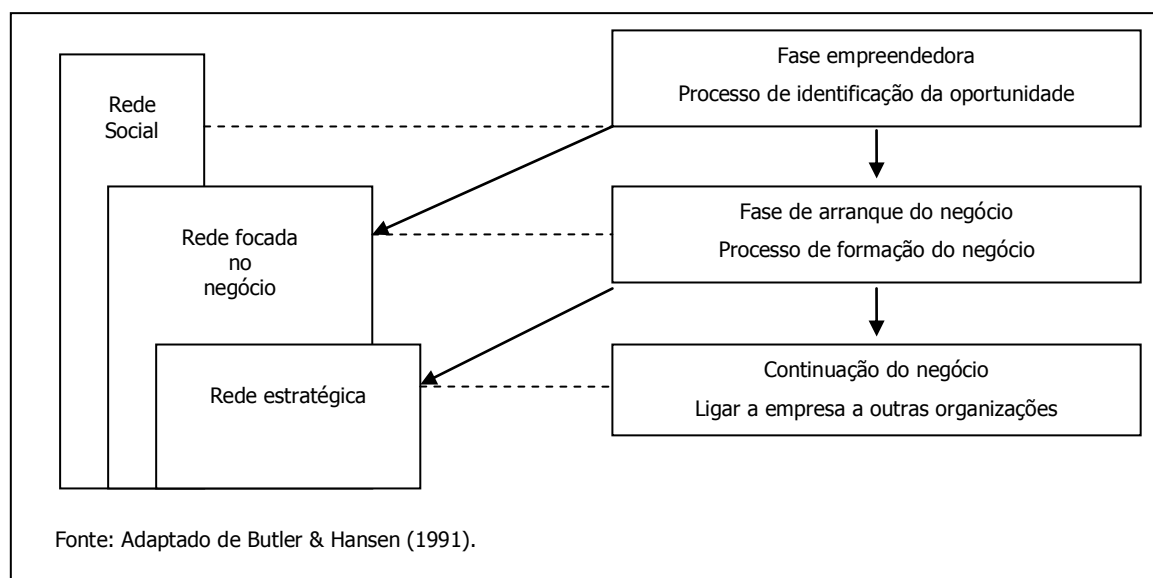 Rede
Social
Rede focada
no
negócio
Rede estratégica
Fase empreendedora
Processo de identificação da oportunidade
Fase de arranque do negócio
Processo de formação do negócio
Continuação do negócio
Ligar a empresa a outras organizações
Fonte: Adaptado de Butler & Hansen (1991).